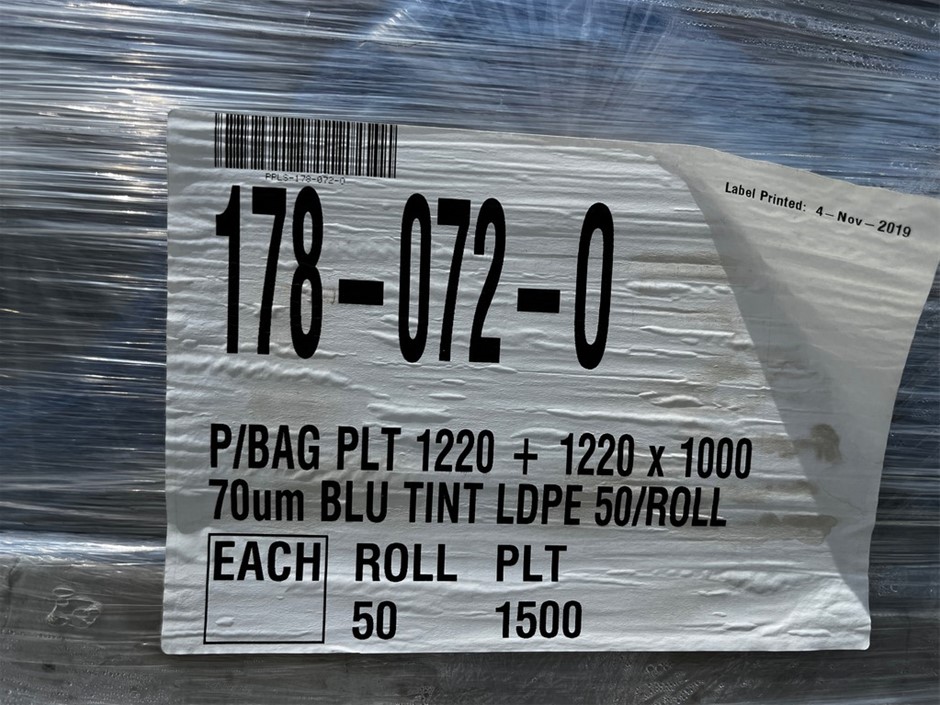 PPLS-178-072-0
178-072-0
Label Printed: 4-Nov-2019
P/BAG PLT 1220 + 1220 x 1000
70um BLU TINT LDPE 50/ROLL
EACH ROLL PLT
50 1500